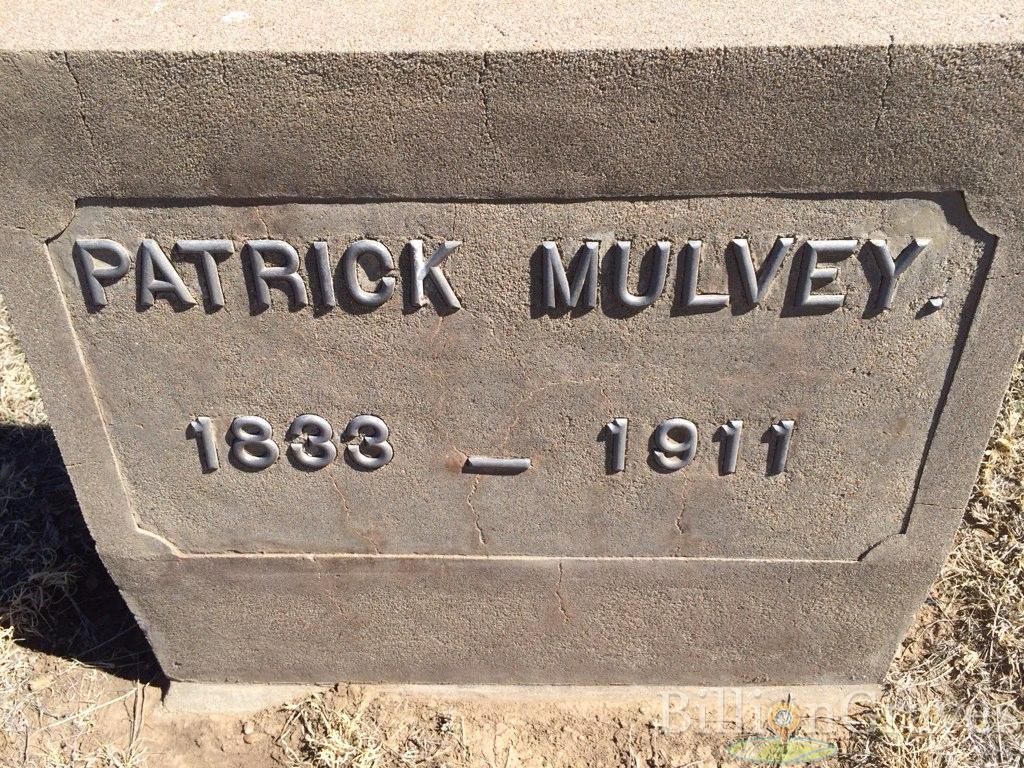 PATRICK MULVEY.
1833 — 1911
BillionGraves